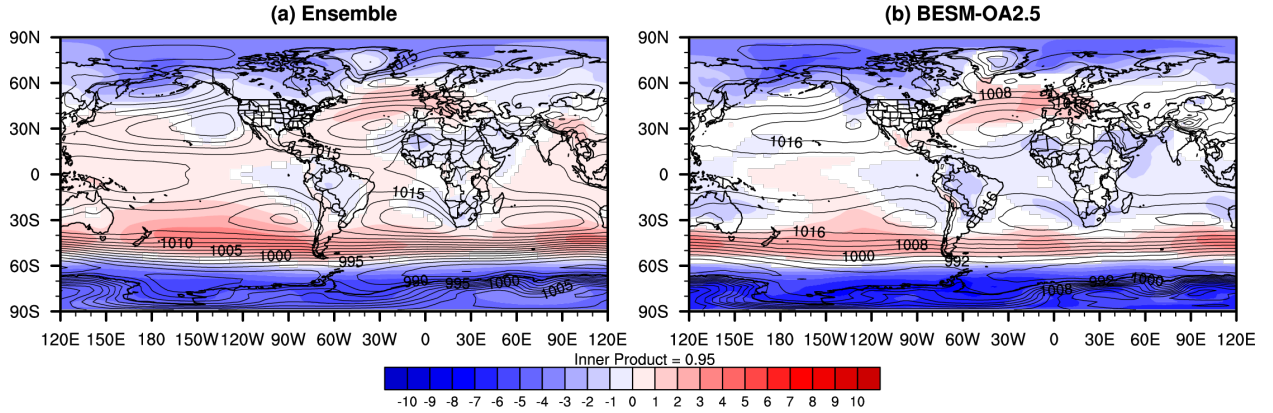 (a) Ensemble
(b) BESM-OA2.5
90N
60N
30N
0
30S
60S
90S
1015
1015
1015
1010
1005
1000
995
990
995
1000
1005
120E 150E 180 150W 120W 90W 60W 30W 0 30E 60E 90E 120E
90N
60N
30N
0
30S
60S
90S
1008
1016
1016
1008
1000
992
1008
992
1000
120E 150E 180 150W 120W 90W 60W 30W 0 30E 60E 90E 120E
Inner Product = 0.95
-10 -9 -8 -7 -6 -5 -4 -3 -2 -1 0 1 2 3 4 5 6 7 8 9 10